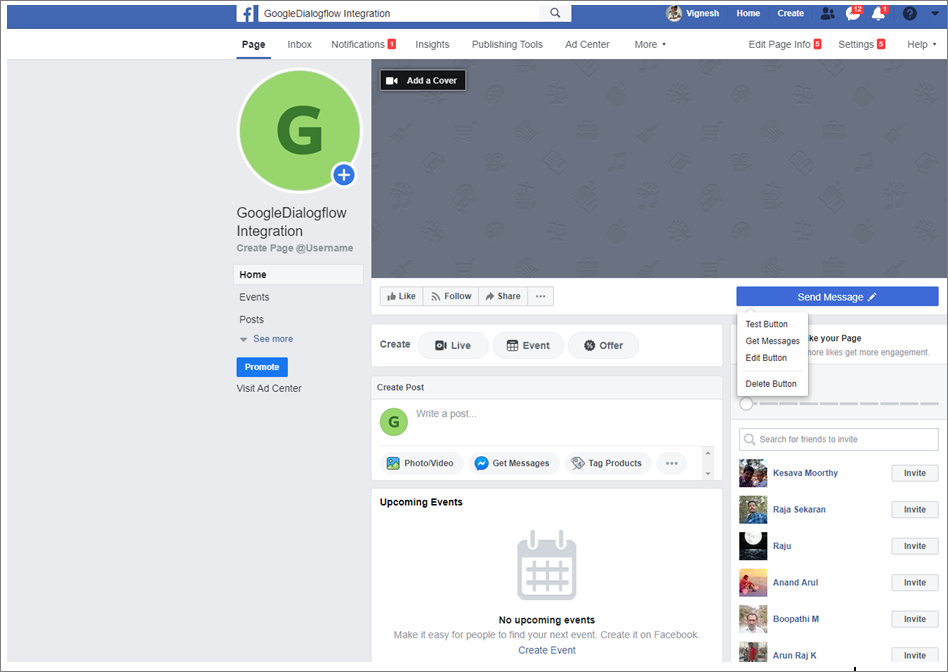 GoogleDialogflow Integration
Vignesh Home Create 12 1
Page Inbox Notifications 1 Insights Publishing Tools Ad Center More Edit Page Info 5 Settings 5 Help
Add a Cover
G
GoogleDialogflow
Integration
Create Page @Username
Home
Events
Posts
See more
Promote
Visit Ad Center
Like Follow Share ...
Send Message
Test Button
Get Messages
Edit Button
Delete Button
ke your Page
more likes get more engagement.
Create Live Event Offer
Create Post
G Write a post...
Photo/Video Get Messages Tag Products ...
Upcoming Events
No upcoming events
Make it easy for people to find your next event. Create it on Facebook.
Create Event
Search for friends to invite
Kesava Moorthy Invite
Raja Sekaran Invite
Raju Invite
Anand Arul Invite
Boopathi M Invite
Arun Raj K Invite